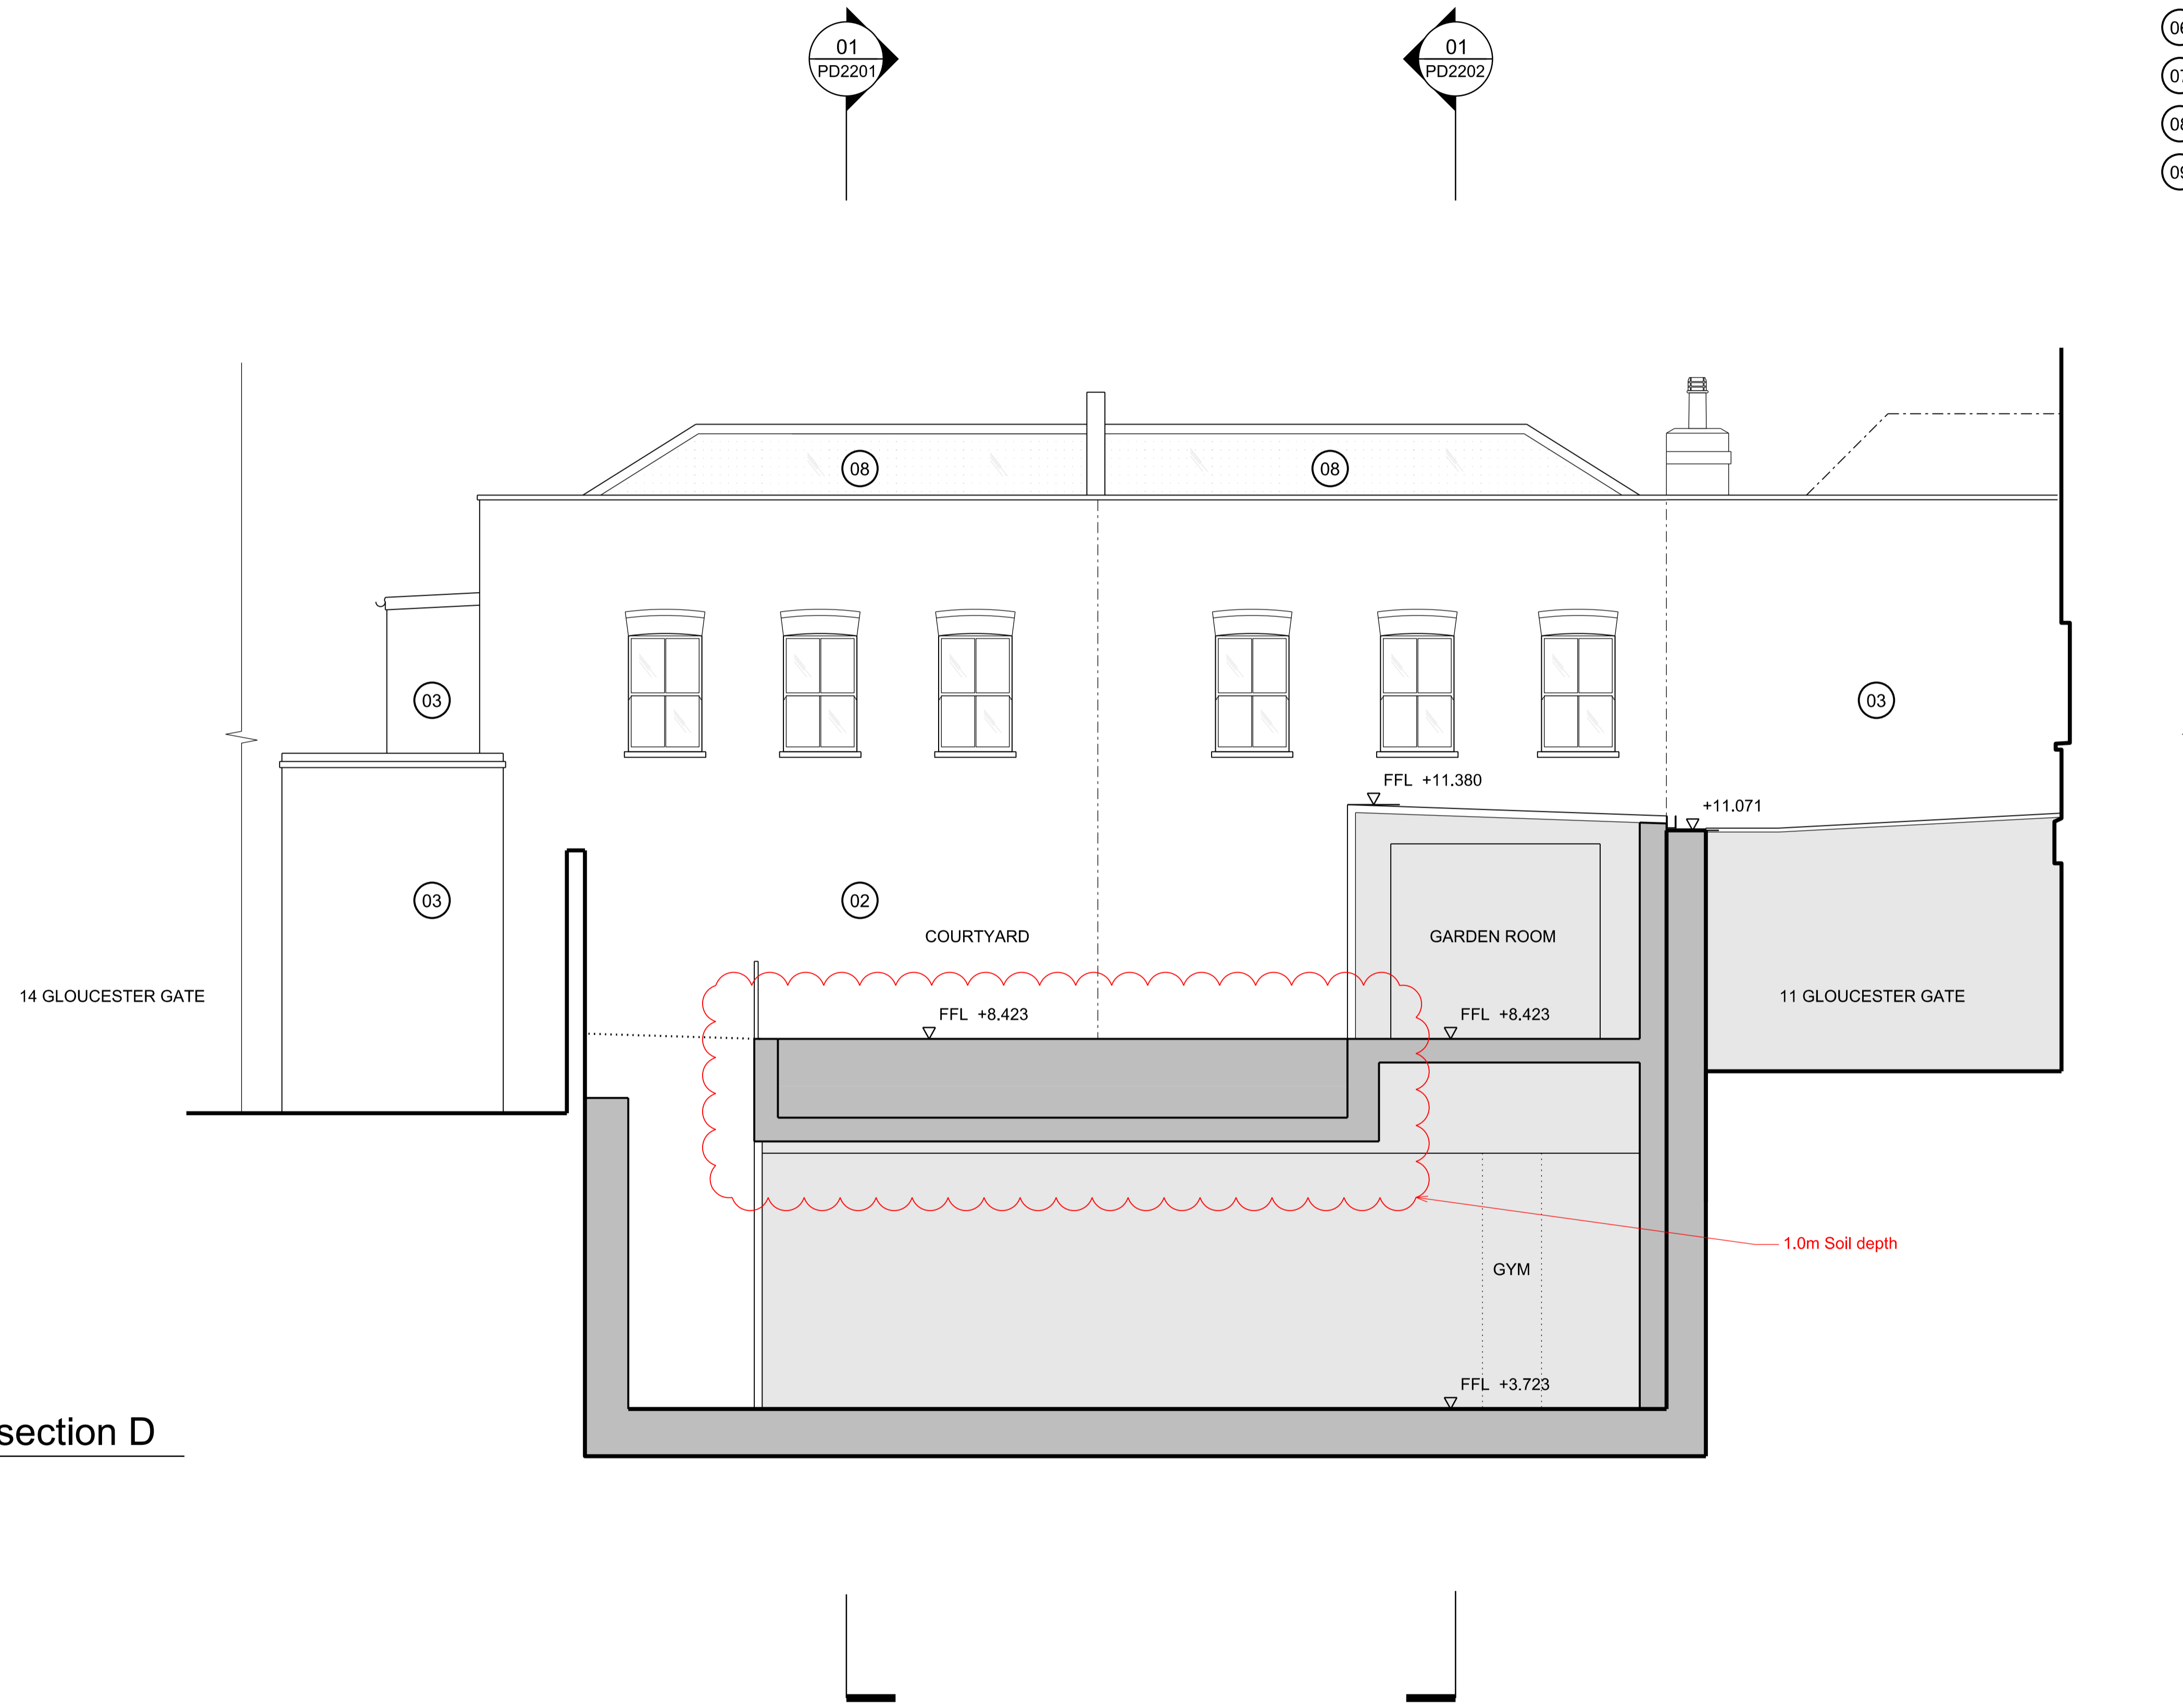 01
PD2201
01
PD2202
08
08
03
03
FFL +11.380
+11.071
03
02
COURTYARD
GARDEN ROOM
14 GLOUCESTER GATE
11 GLOUCESTER GATE
FFL +8.423
FFL +8.423
1.0m Soil depth
GYM
FFL +3.723
section D